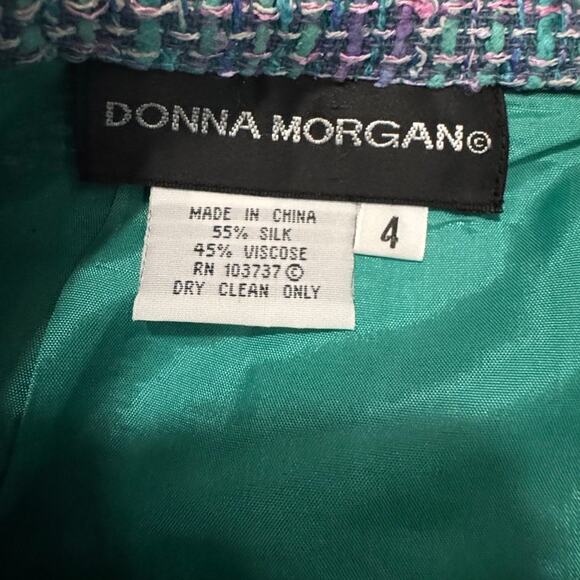 DONNA MORGAN©
MADE IN CHINA
55% SILK
45% VISCOSE
RN 103737 ©
DRY CLEAN ONLY
4